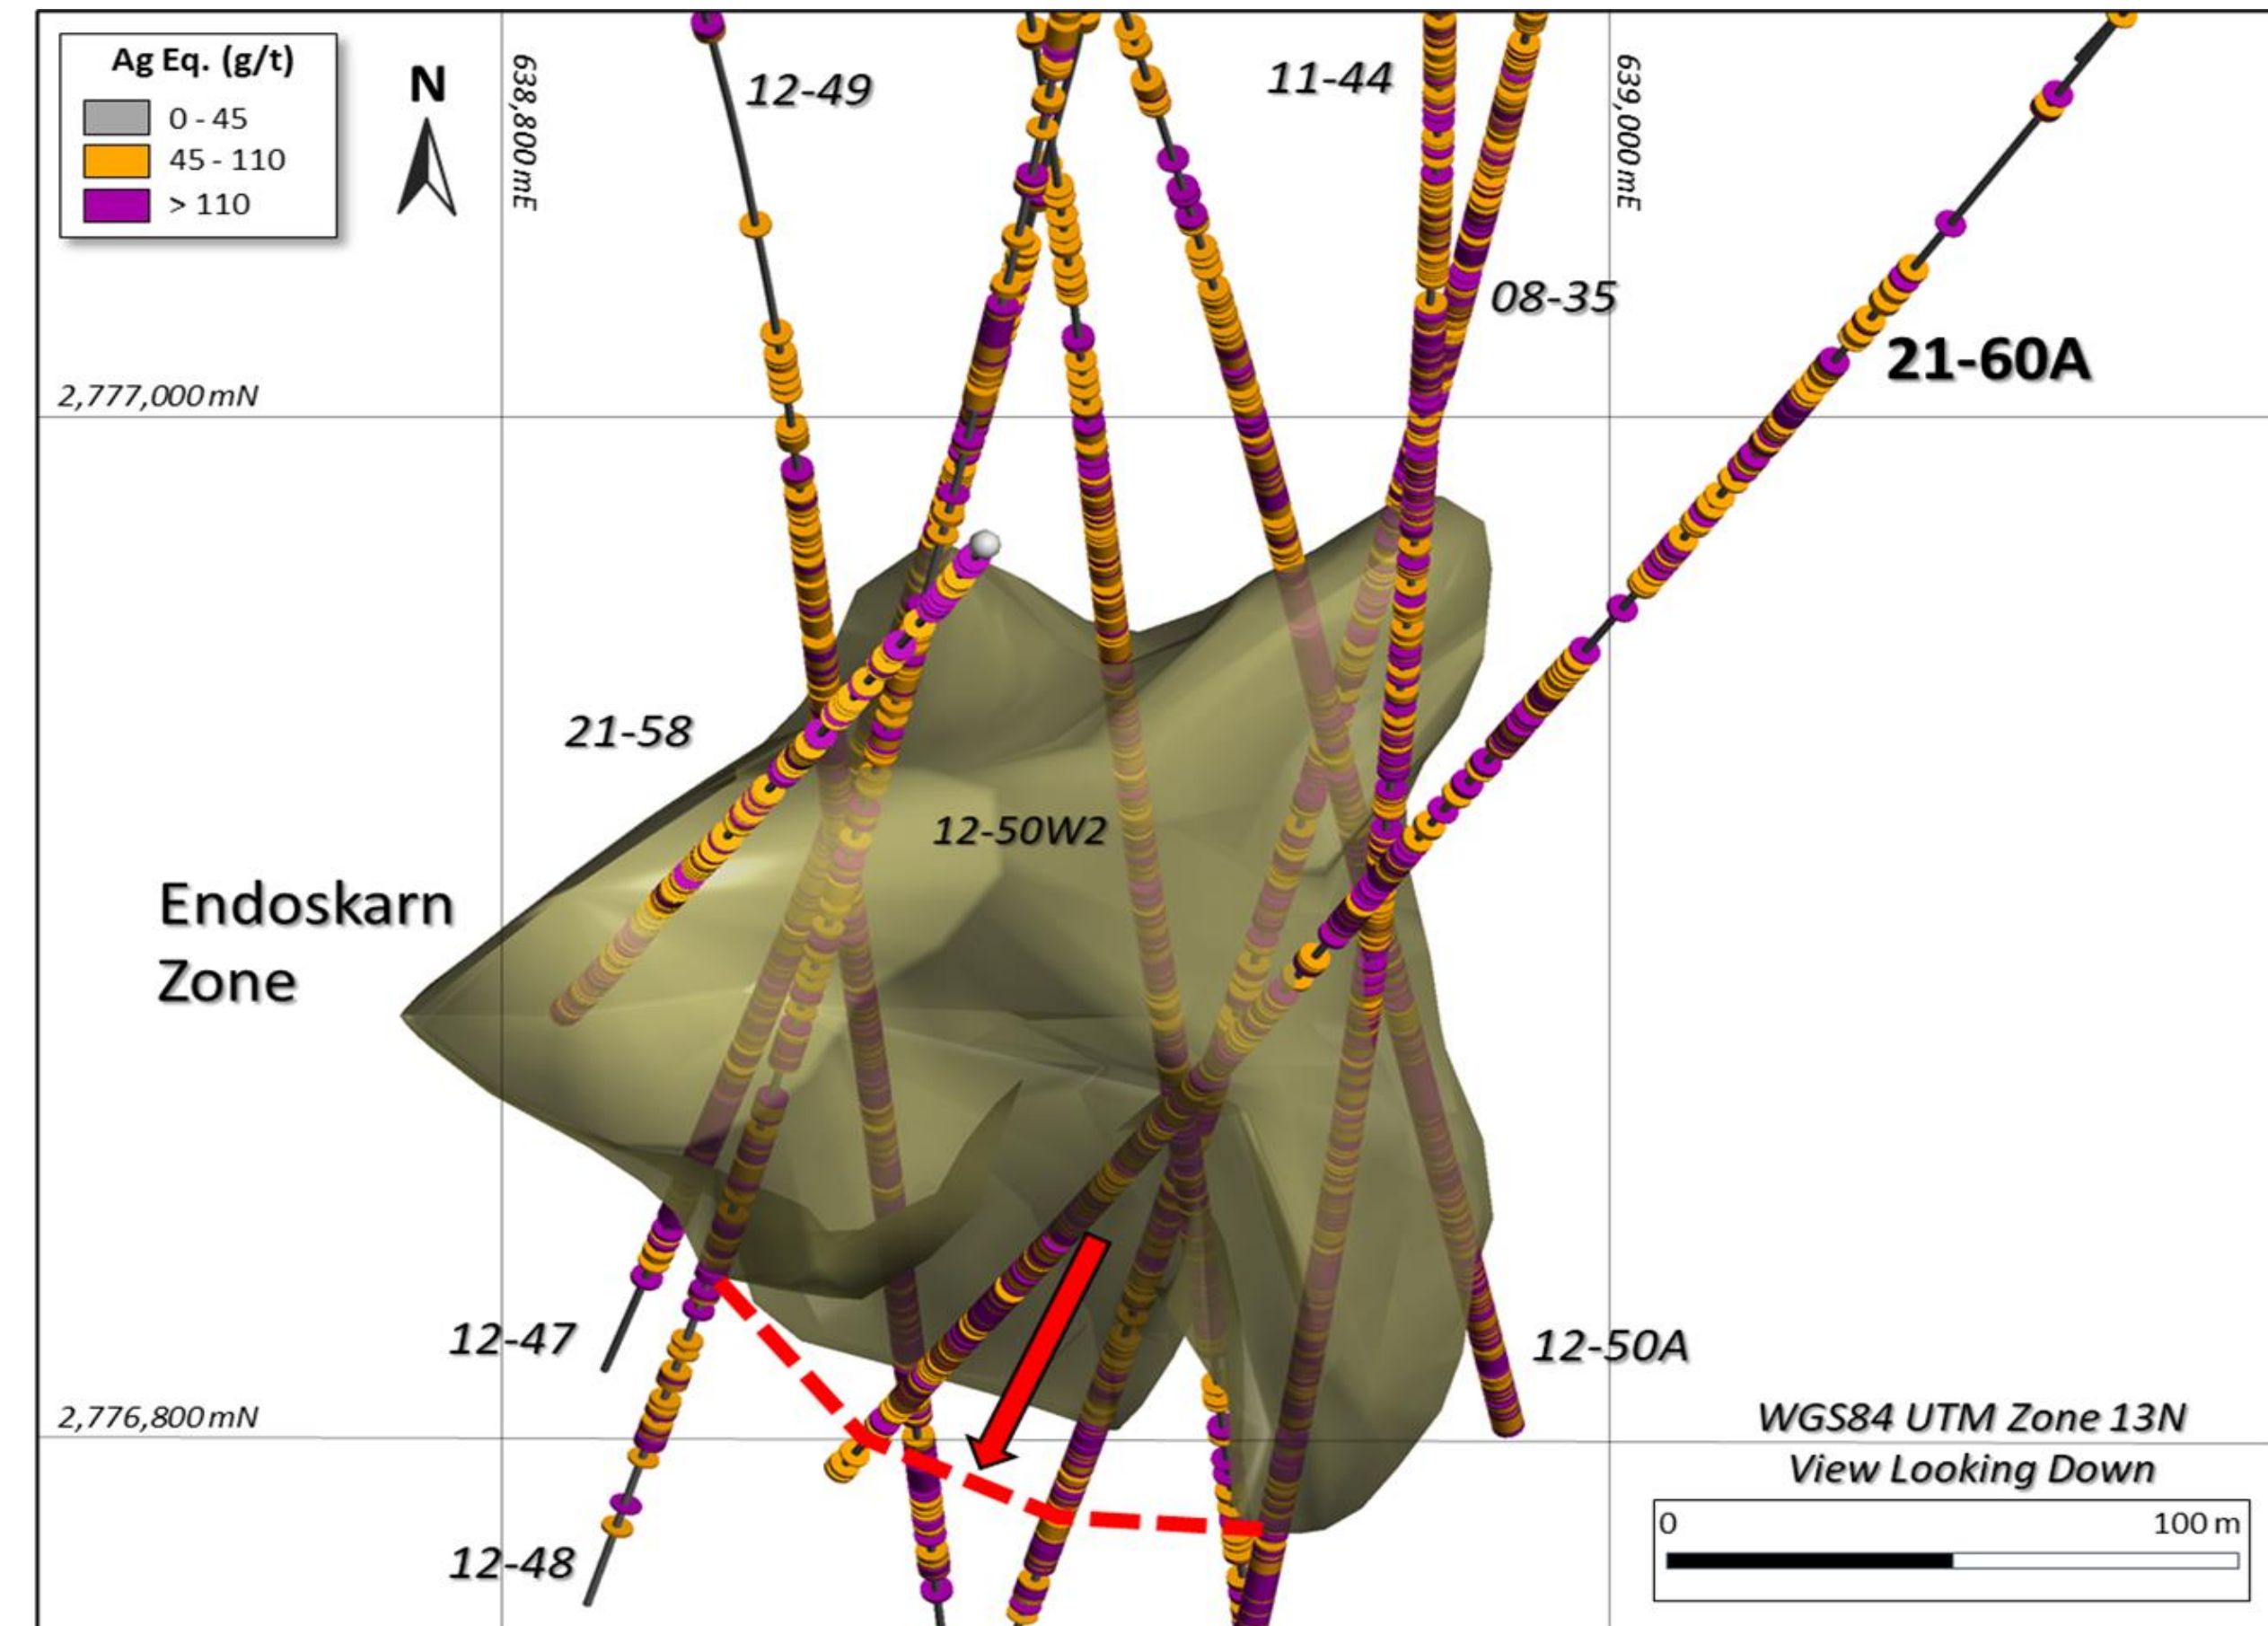 Ag Eq. (g/t)
0 - 45
45 - 110
> 110
N
638,800 mE
12-49
11-44
639,000 mE
08-35
21-60A
2,777,000 mN
21-58
12-50W2
Endoskarn
Zone
12-47
12-50A
2,776,800 mN
WGS84 UTM Zone 13N
View Looking Down
0
100 m
12-48